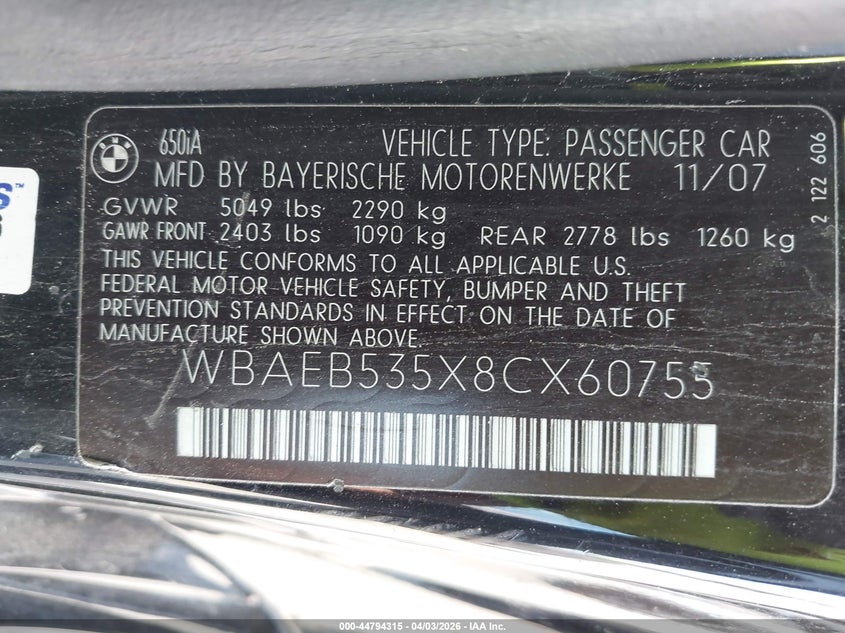 650iA VEHICLE TYPE: PASSENGER CAR
MFD BY BAYERISCHE MOTORENWERKE 11/07
GVWR 5049 lbs 2290 kg
GAWR FRONT 2403 lbs 1090 kg REAR 2778 lbs 1260 kg
THIS VEHICLE CONFORMS TO ALL APPLICABLE U.S.
FEDERAL MOTOR VEHICLE SAFETY, BUMPER AND THEFT
PREVENTION STANDARDS IN EFFECT ON THE DATE OF
MANUFACTURE SHOWN ABOVE.
WBAEB535X8CX60755
2 122 606
BMW
000-44794315 - 04/03/2026 - IAA Inc.